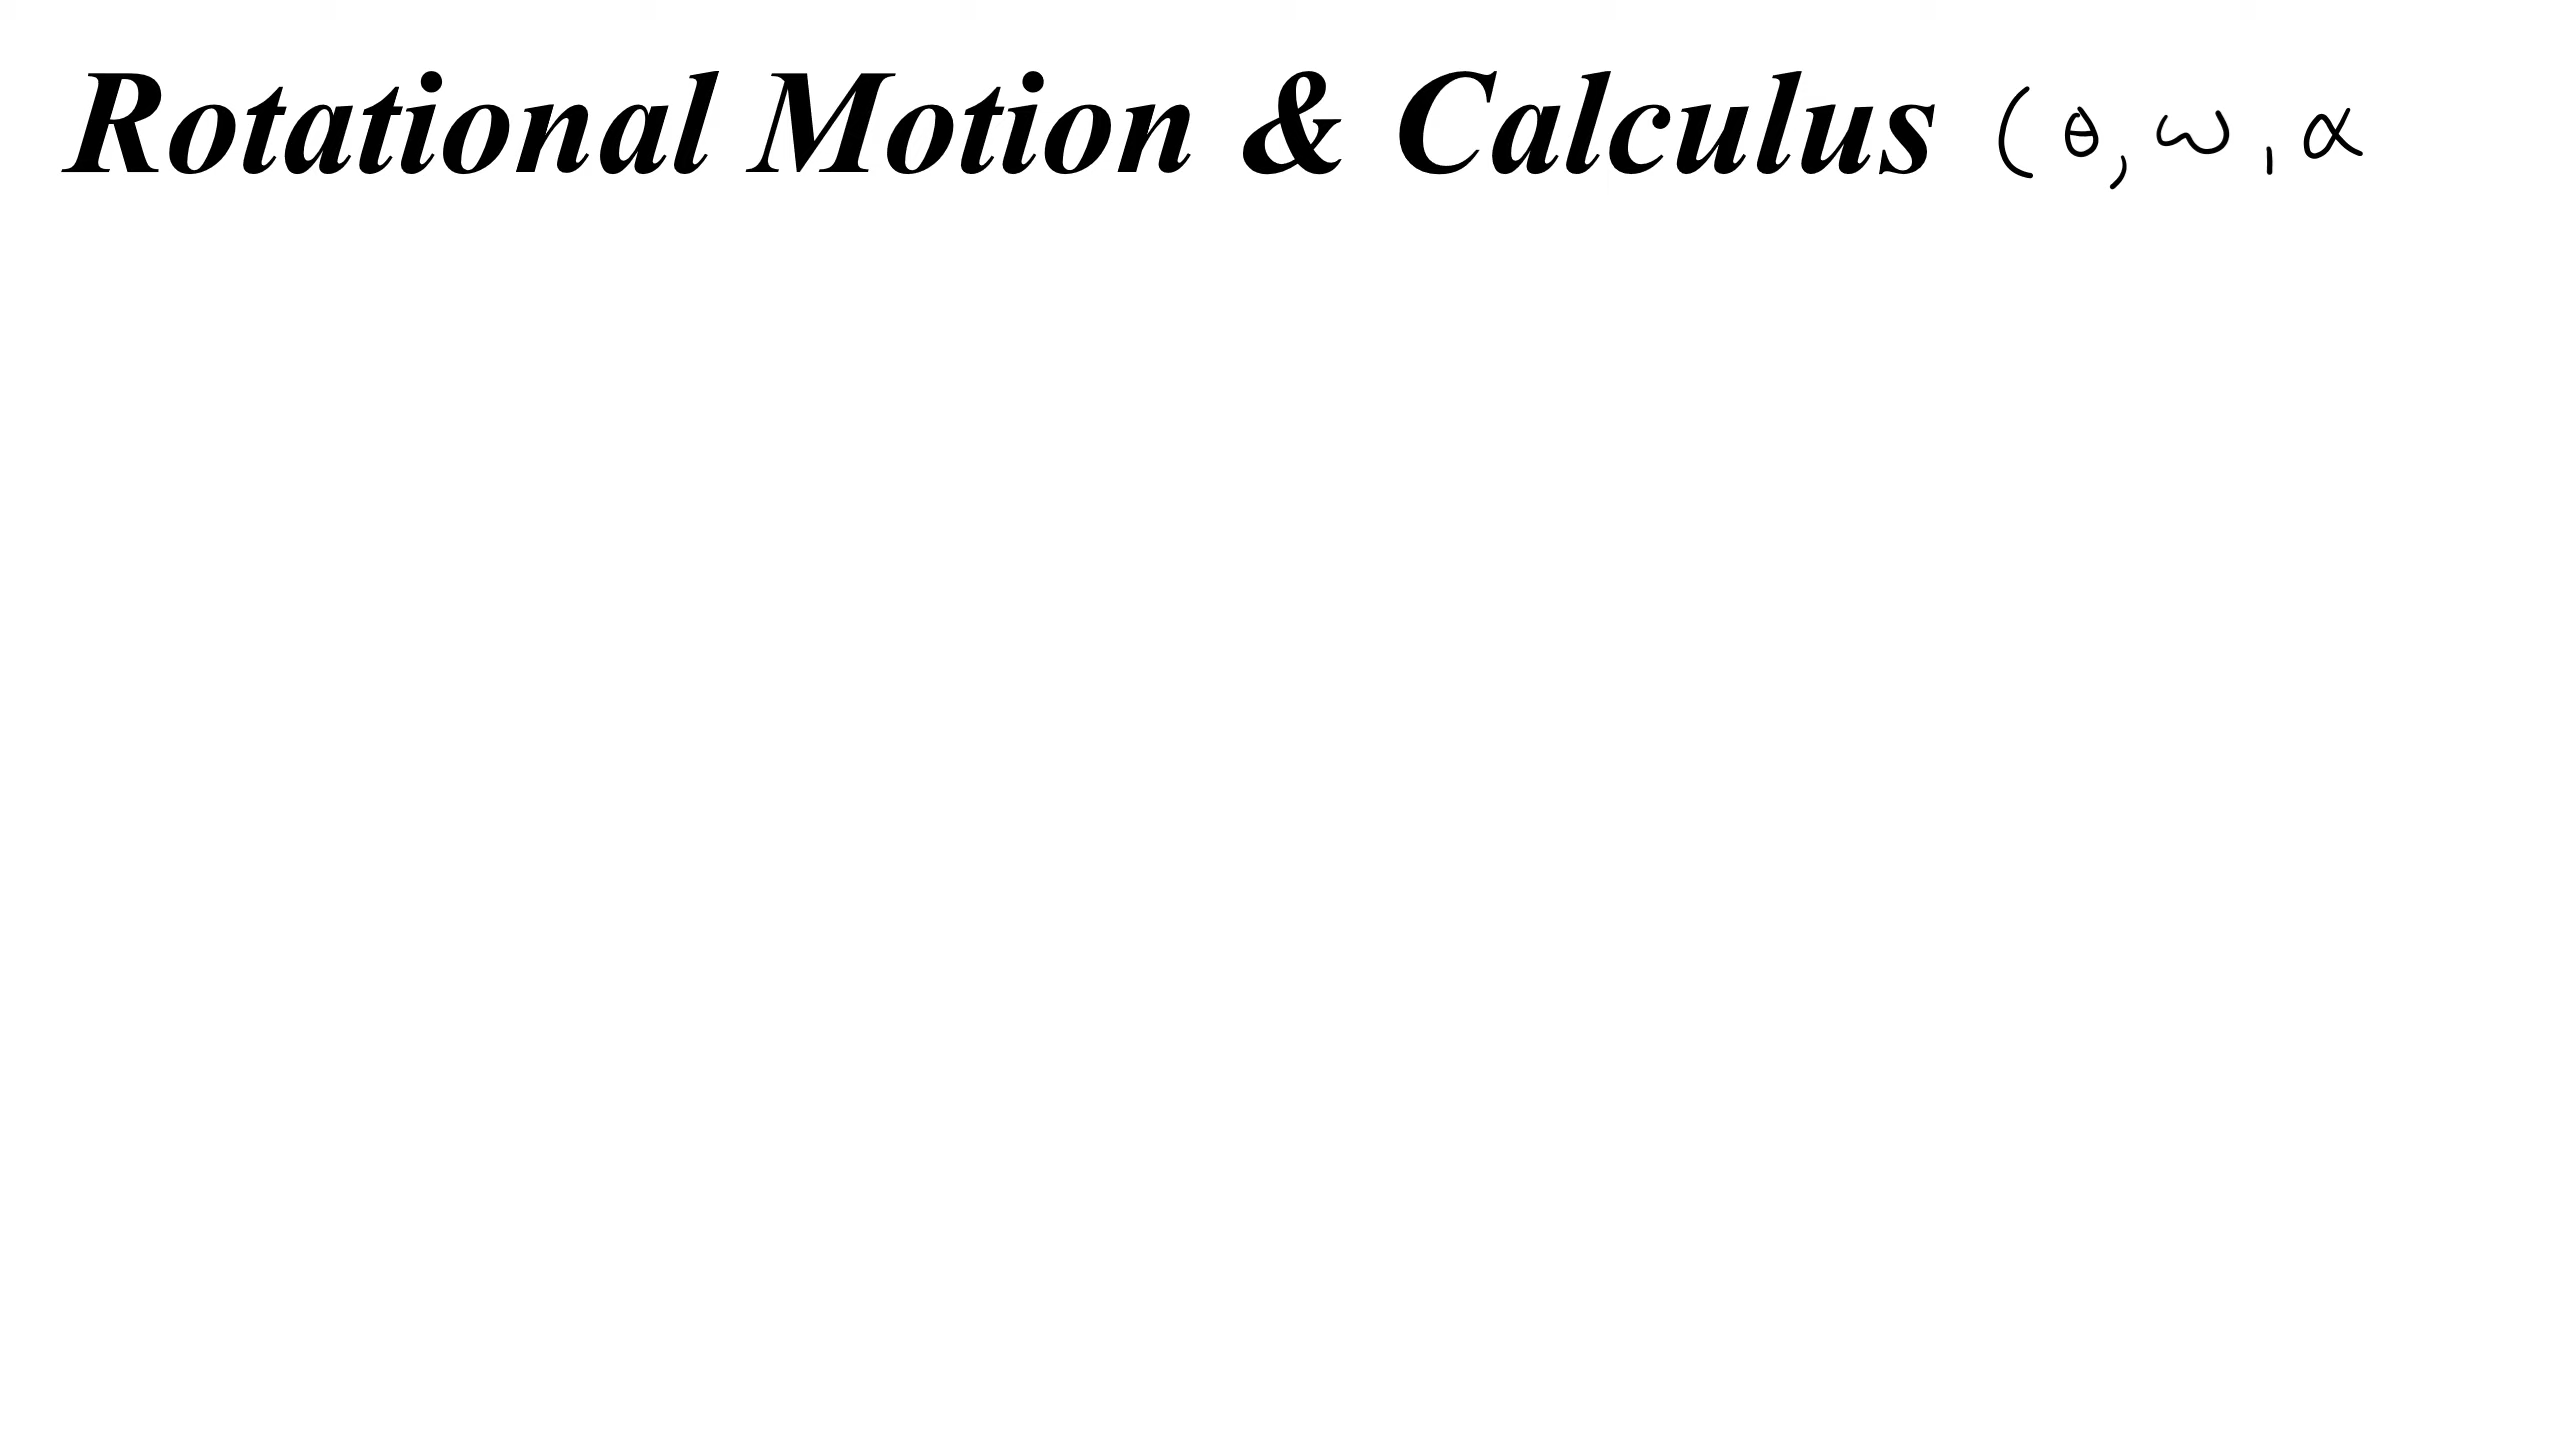 Rotational Motion & Calculus (θ, ω, α